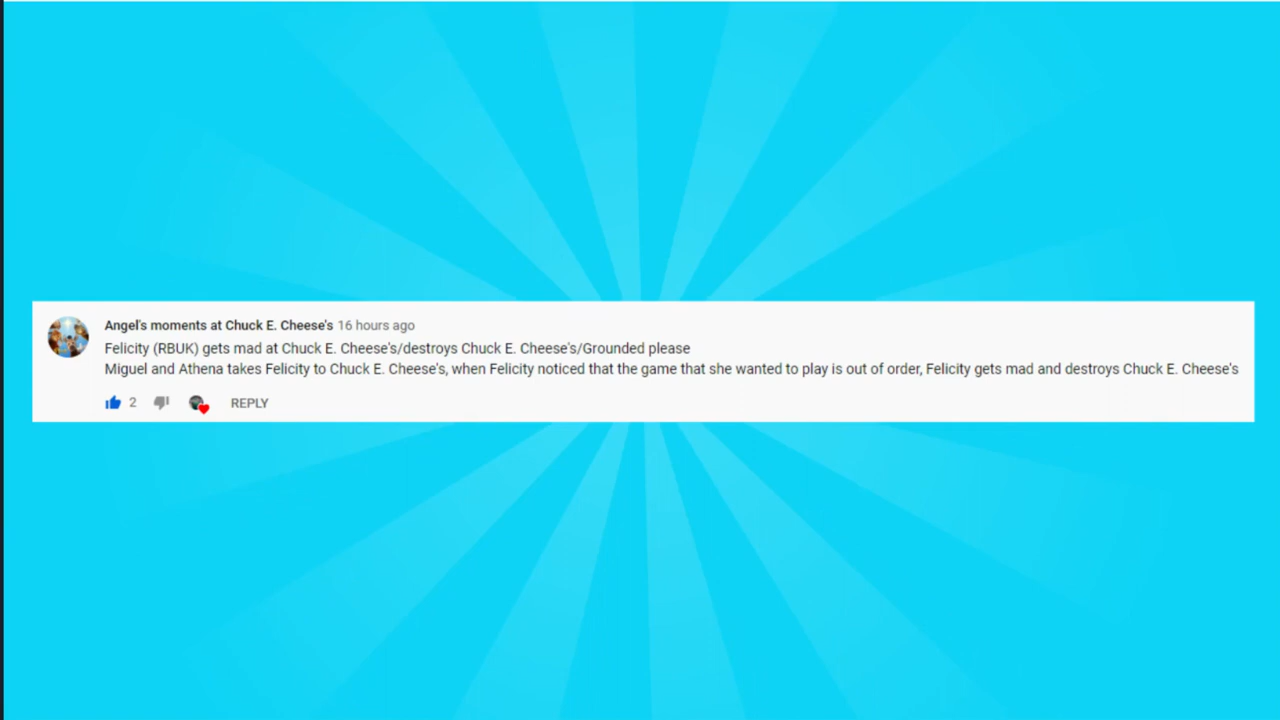 Angel's moments at Chuck E. Cheese's 16 hours ago
Felicity (RBUK) gets mad at Chuck E. Cheese's/destroys Chuck E. Cheese's/Grounded please
Miguel and Athena takes Felicity to Chuck E. Cheese's, when Felicity noticed that the game that she wanted to play is out of order, Felicity gets mad and destroys Chuck E. Cheese's
2 REPLY